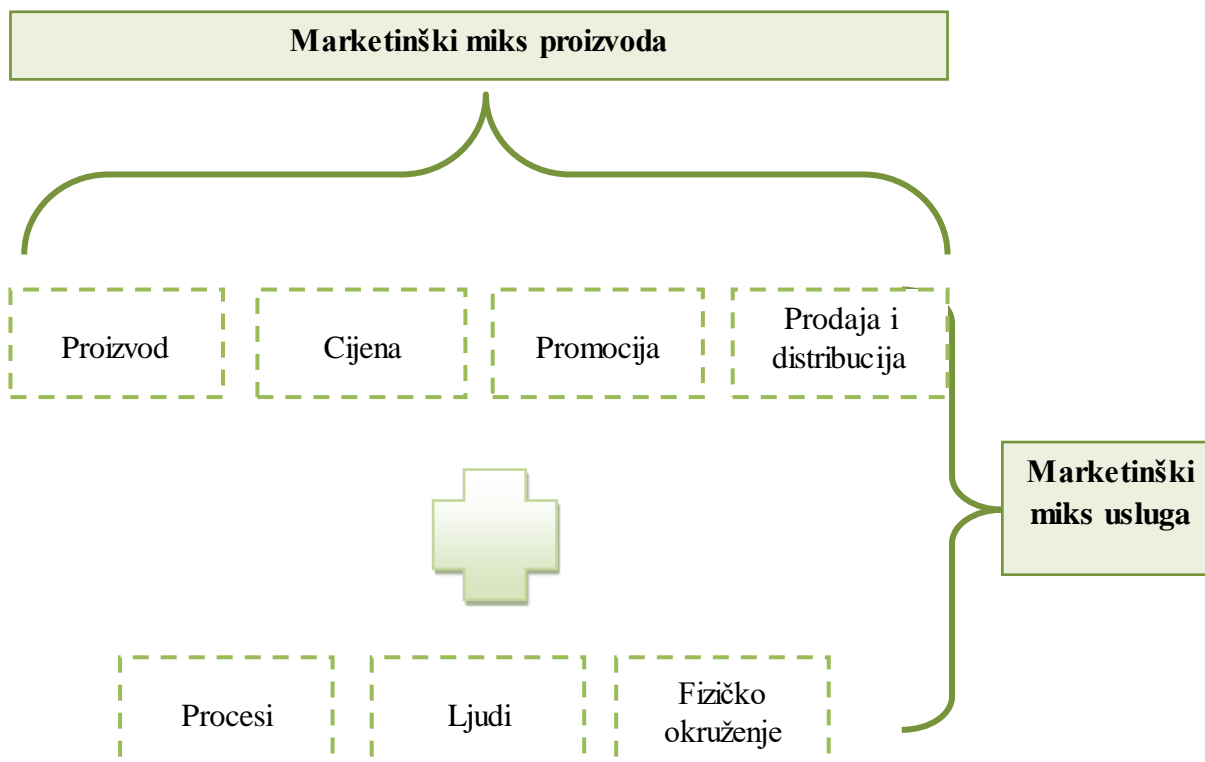 Marketinški miks proizvoda
Proizvod
Cijena
Promocija
Prodaja i
distribucija
Marketinški
miks usluga
Procesi
Ljudi
Fizičko
okruženje